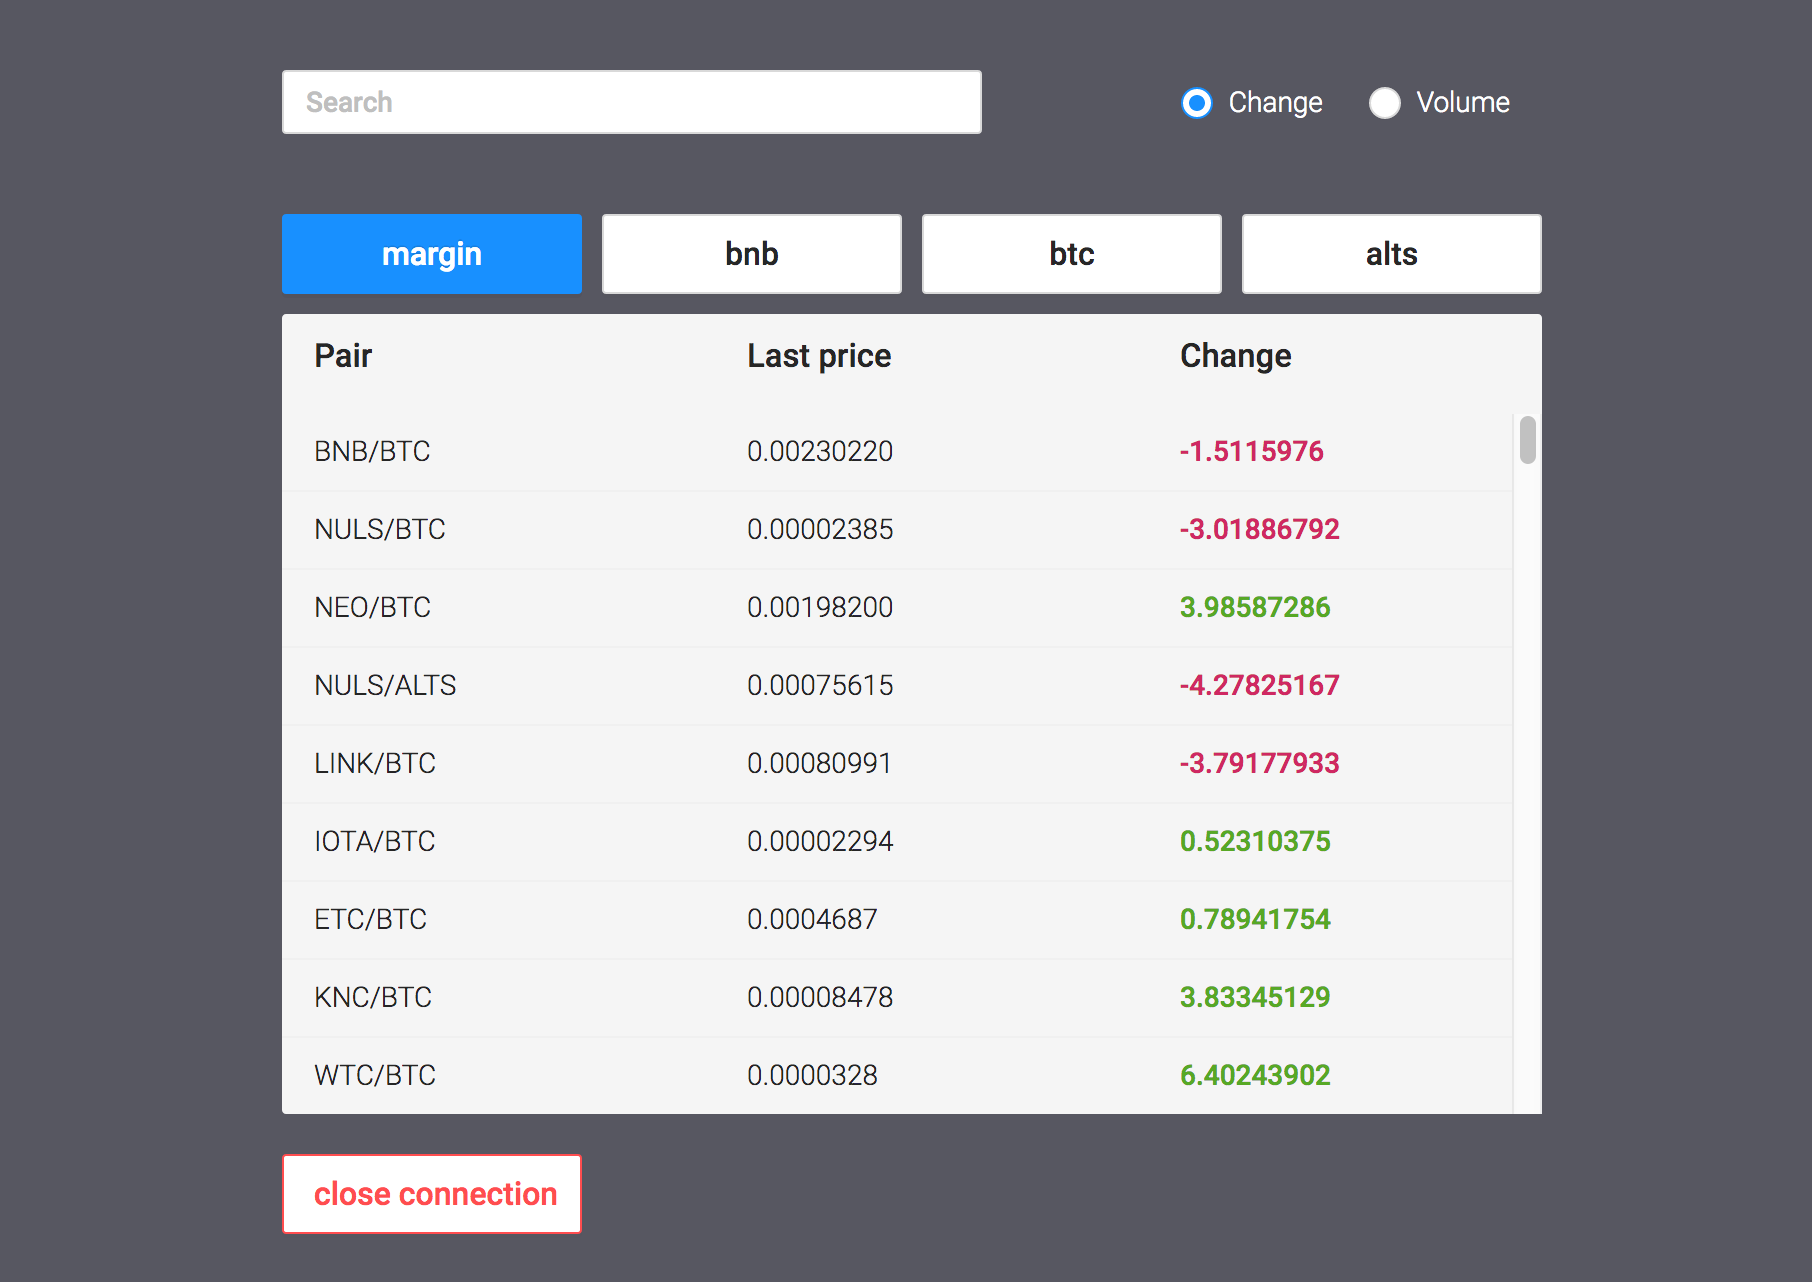 Search
Change Volume
margin bnb btc alts
Pair Last price Change
BNB/BTC 0.00230220 -1.5115976
NULS/BTC 0.00002385 -3.01886792
NEO/BTC 0.00198200 3.98587286
NULS/ALTS 0.00075615 -4.27825167
LINK/BTC 0.00080991 -3.79177933
IOTA/BTC 0.00002294 0.52310375
ETC/BTC 0.0004687 0.78941754
KNC/BTC 0.00008478 3.83345129
WTC/BTC 0.0000328 6.40243902
close connection